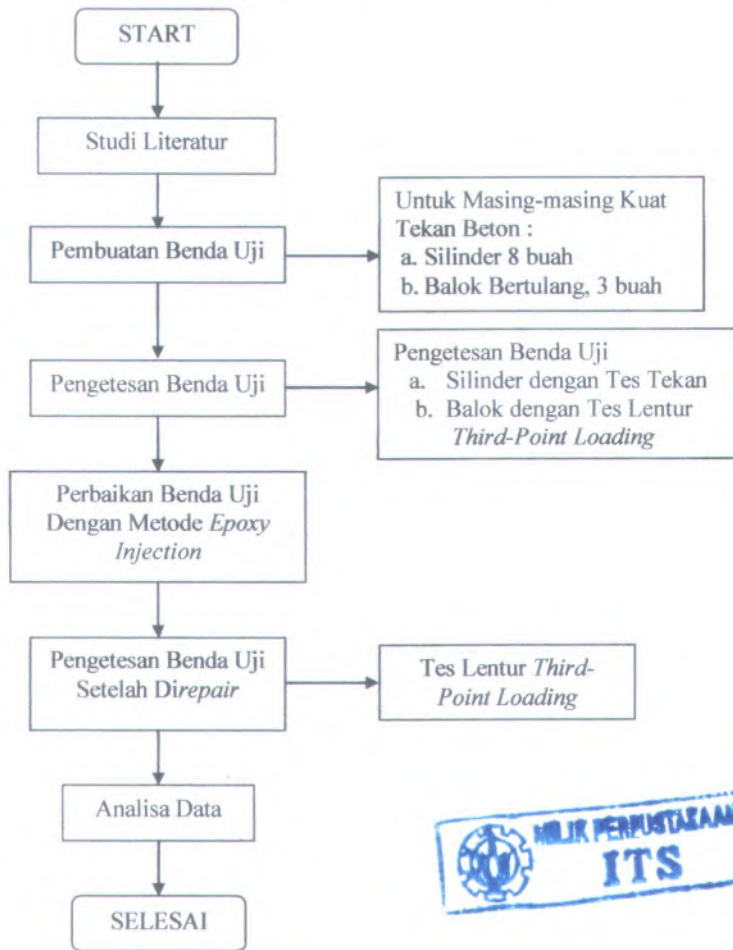 START
Studi Literatur
Pembuatan Benda Uji
Untuk Masing-masing Kuat
Tekan Beton :
a. Silinder 8 buah
b. Balok Bertulang, 3 buah
Pengetesan Benda Uji
Pengetesan Benda Uji
a. Silinder dengan Tes Tekan
b. Balok dengan Tes Lentur
Third-Point Loading
Perbaikan Benda Uji
Dengan Metode Epoxy
Injection
Pengetesan Benda Uji
Setelah Direpair
Tes Lentur Third-
Point Loading
Analisa Data
MILIK PERPUSTAKAAN
ITS
SELESAI